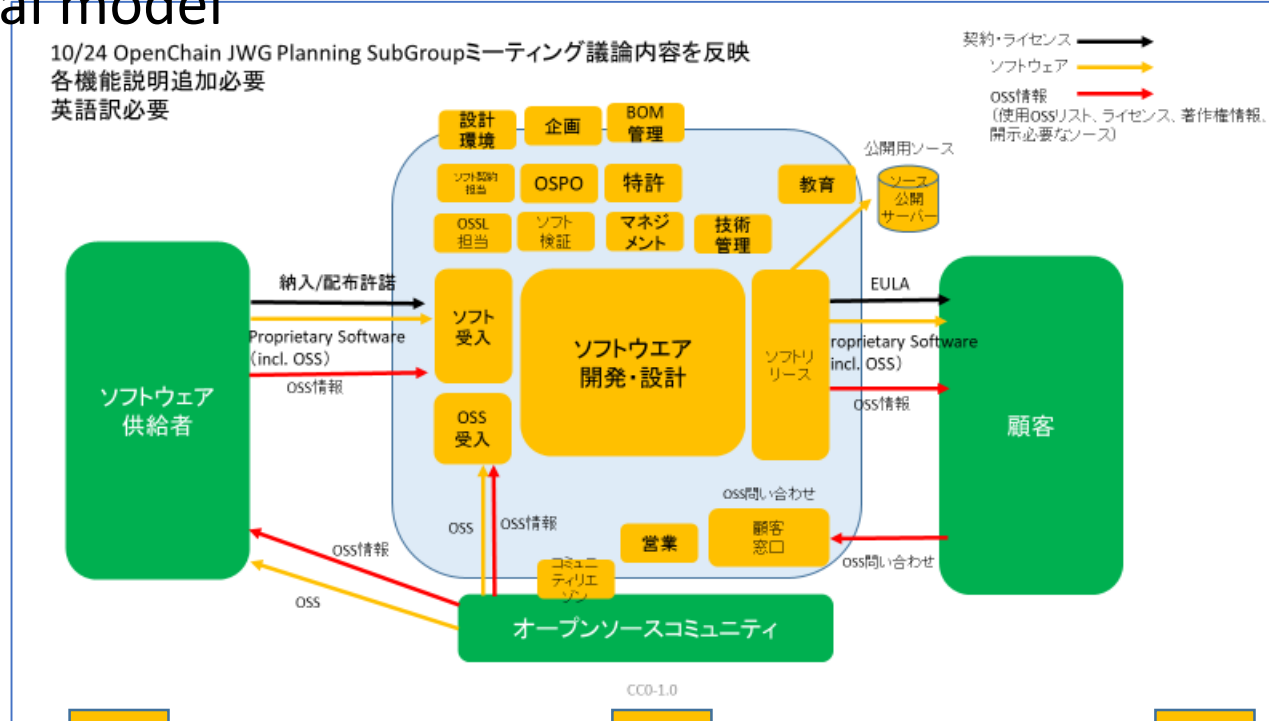 al model
10/24 OpenChain JWG Planning SubGroupミーティング議論内容を反映
各機能説明追加必要
英語訳必要
契約・ライセンス
ソフトウェア
OSS情報
（使用OSSリスト、ライセンス、著作権情報、
開示必要なソース）
設計
環境
企画
BOM
管理
公開用ソース
ソフト契約
担当
OSPO
特許
教育
ソース
公開
サーバー
OSSL
担当
ソフト
検証
マネジ
メント
技術
管理
納入/配布許諾
EULA
ソフト
受入
Proprietary Software
（incl. OSS）
OSS情報
ソフトウエア
開発・設計
ソフトリ
リース
roprietary Software
incl. OSS）
OSS情報
ソフトウェア
供給者
OSS
受入
顧客
OSS問い合わせ
OSS
OSS情報
営業
顧客
窓口
OSS問い合わせ
OSS情報
OSS
コミュニ
ティリエ
ゾン
オープンソースコミュニティ
CC0-1.0